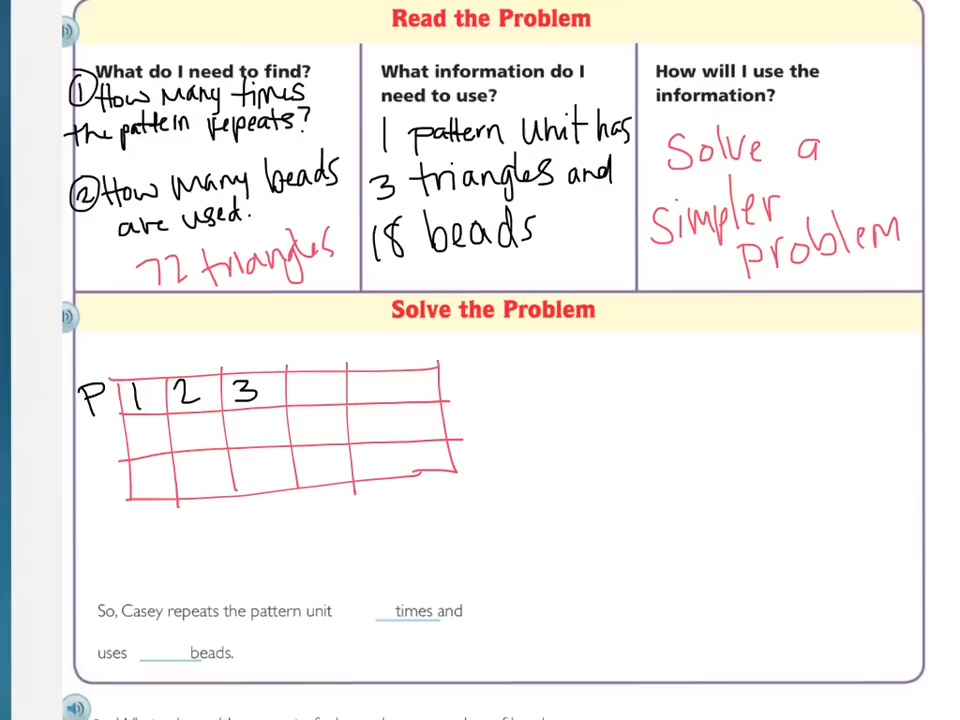 Read the Problem
What do I need to find?
① How many times
the pattern repeats?
② How many beads
are used.
72 triangles
What information do I
need to use?
1 pattern unit has
3 triangles and
18 beads
How will I use the
information?
Solve a
simpler
problem
Solve the Problem
P 1 2 3
So, Casey repeats the pattern unit ____ times and
uses ____ beads.